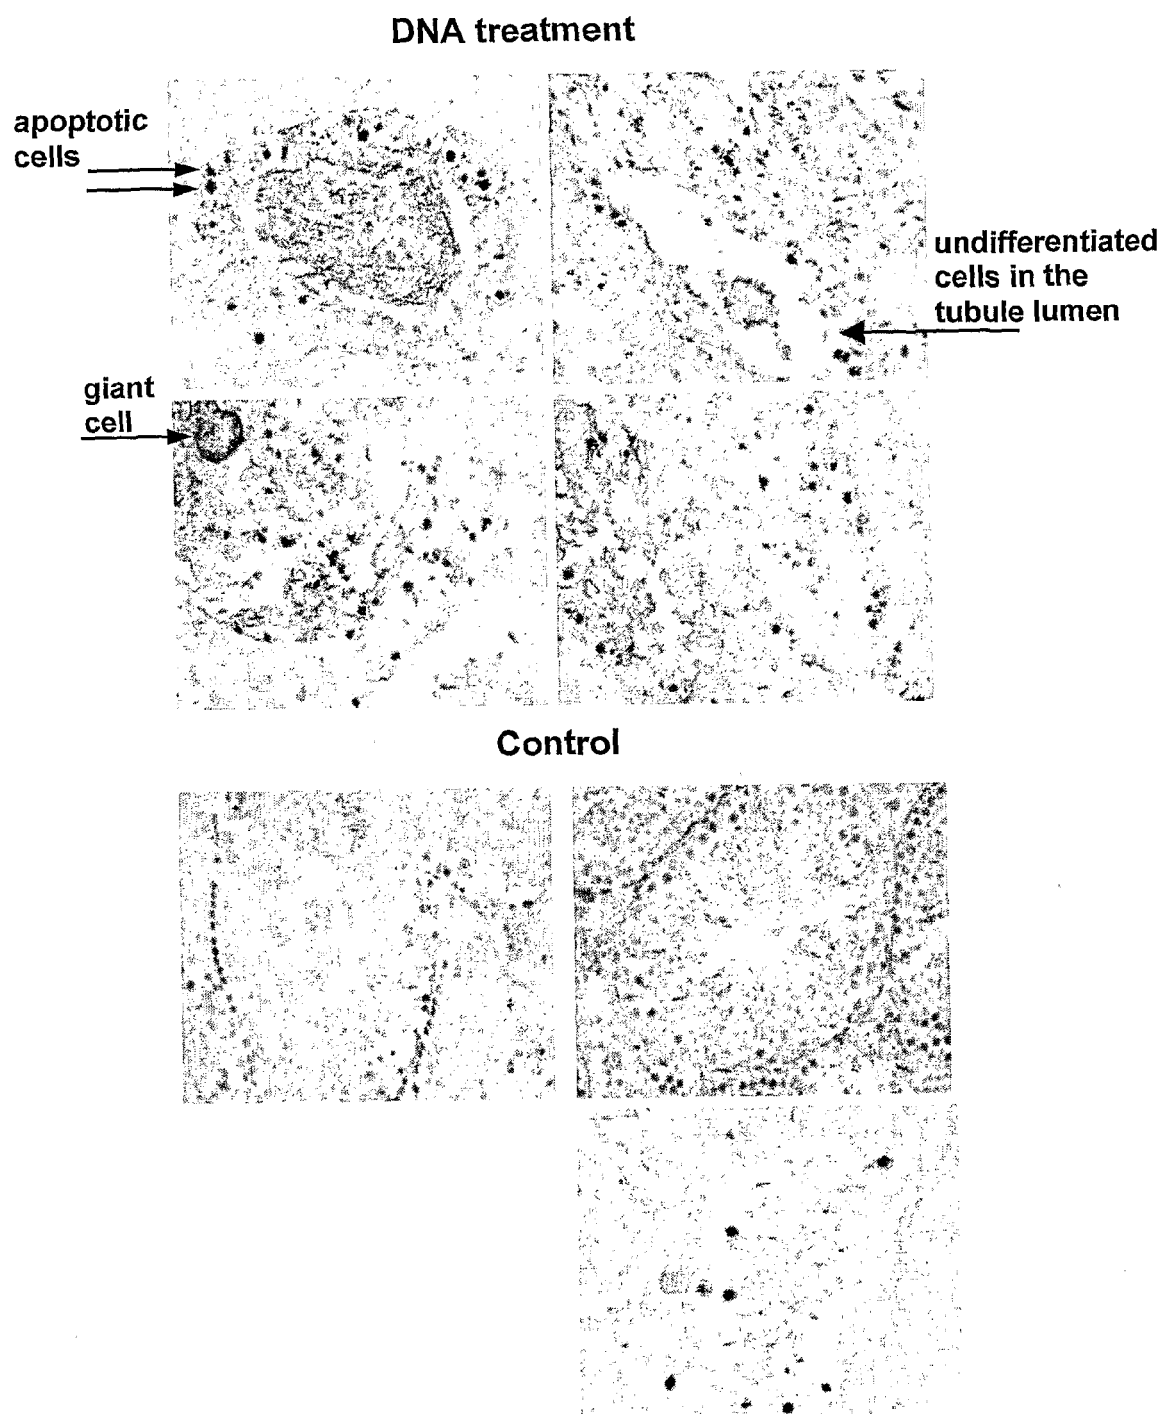 DNA treatment
apoptotic
cells
undifferentiated
cells in the
tubule lumen
giant
cell
Control